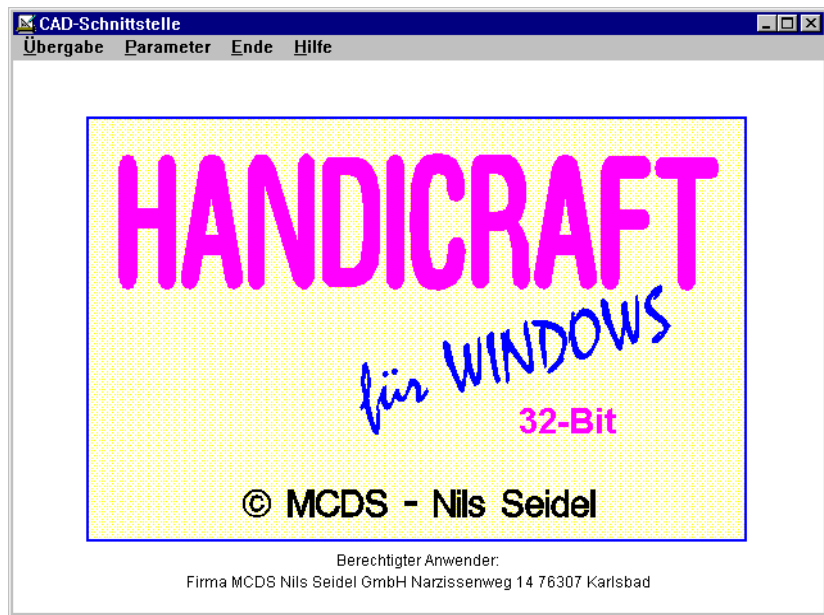 CAD-Schnittstelle
Übergabe Parameter Ende Hilfe
HANDICRAFT
für WINDOWS
32-Bit
© MCDS - Nils Seidel
Berechtigter Anwender:
Firma MCDS Nils Seidel GmbH Narzissenweg 14 76307 Karlsbad